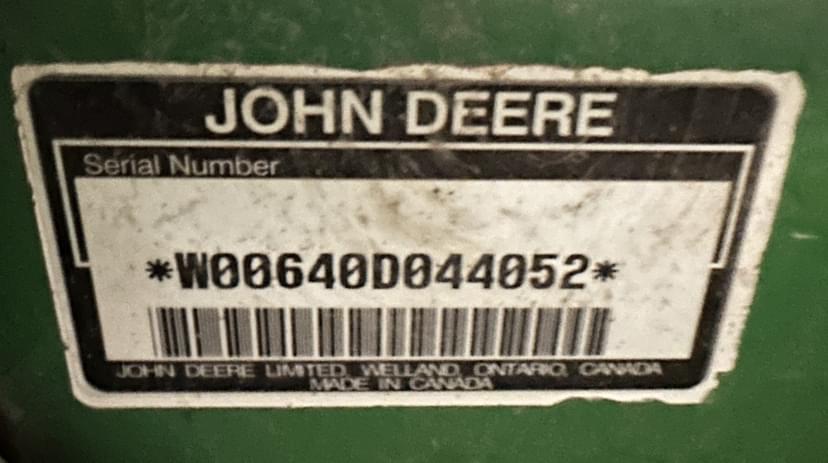 JOHN DEERE
Serial Number
*W00640D044052*
JOHN DEERE LIMITED, WELLAND, ONTARIO, CANADA
MADE IN CANADA